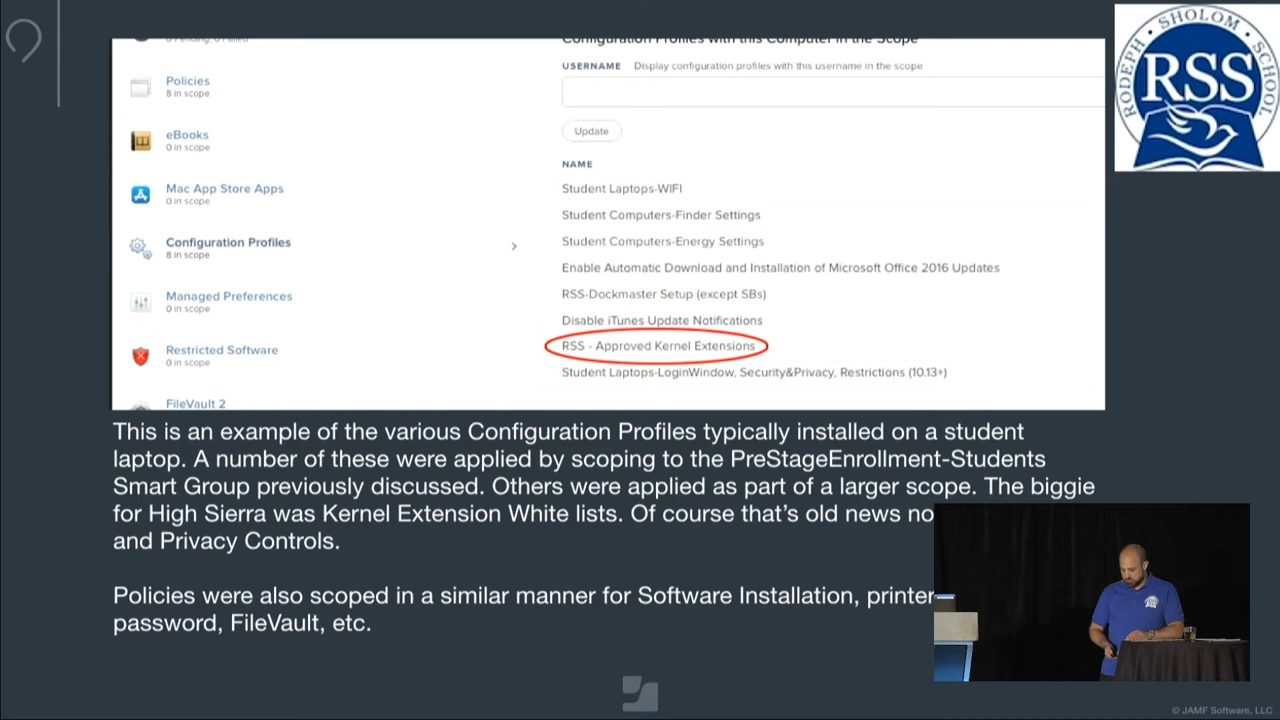 0 Pending, 0 Failed
Policies
8 in scope
eBooks
0 in scope
Mac App Store Apps
0 in scope
Configuration Profiles
8 in scope
Managed Preferences
0 in scope
Restricted Software
0 in scope
FileVault 2
Configuration Profiles with this Computer in the Scope
USERNAME Display configuration profiles with this username in the scope
Update
NAME
Student Laptops-WIFI
Student Computers-Finder Settings
Student Computers-Energy Settings
Enable Automatic Download and Installation of Microsoft Office 2016 Updates
RSS-Dockmaster Setup (except SBs)
Disable iTunes Update Notifications
RSS - Approved Kernel Extensions
Student Laptops-LoginWindow, Security&Privacy, Restrictions (10.13+)
RODEPH · SHOLOM · SCHOOL
RSS
This is an example of the various Configuration Profiles typically installed on a student
laptop. A number of these were applied by scoping to the PreStageEnrollment-Students
Smart Group previously discussed. Others were applied as part of a larger scope. The biggie
for High Sierra was Kernel Extension White lists. Of course that's old news
and Privacy Controls.
Policies were also scoped in a similar manner for Software Installation, printer
password, FileVault, etc.
© JAMF Software, LLC